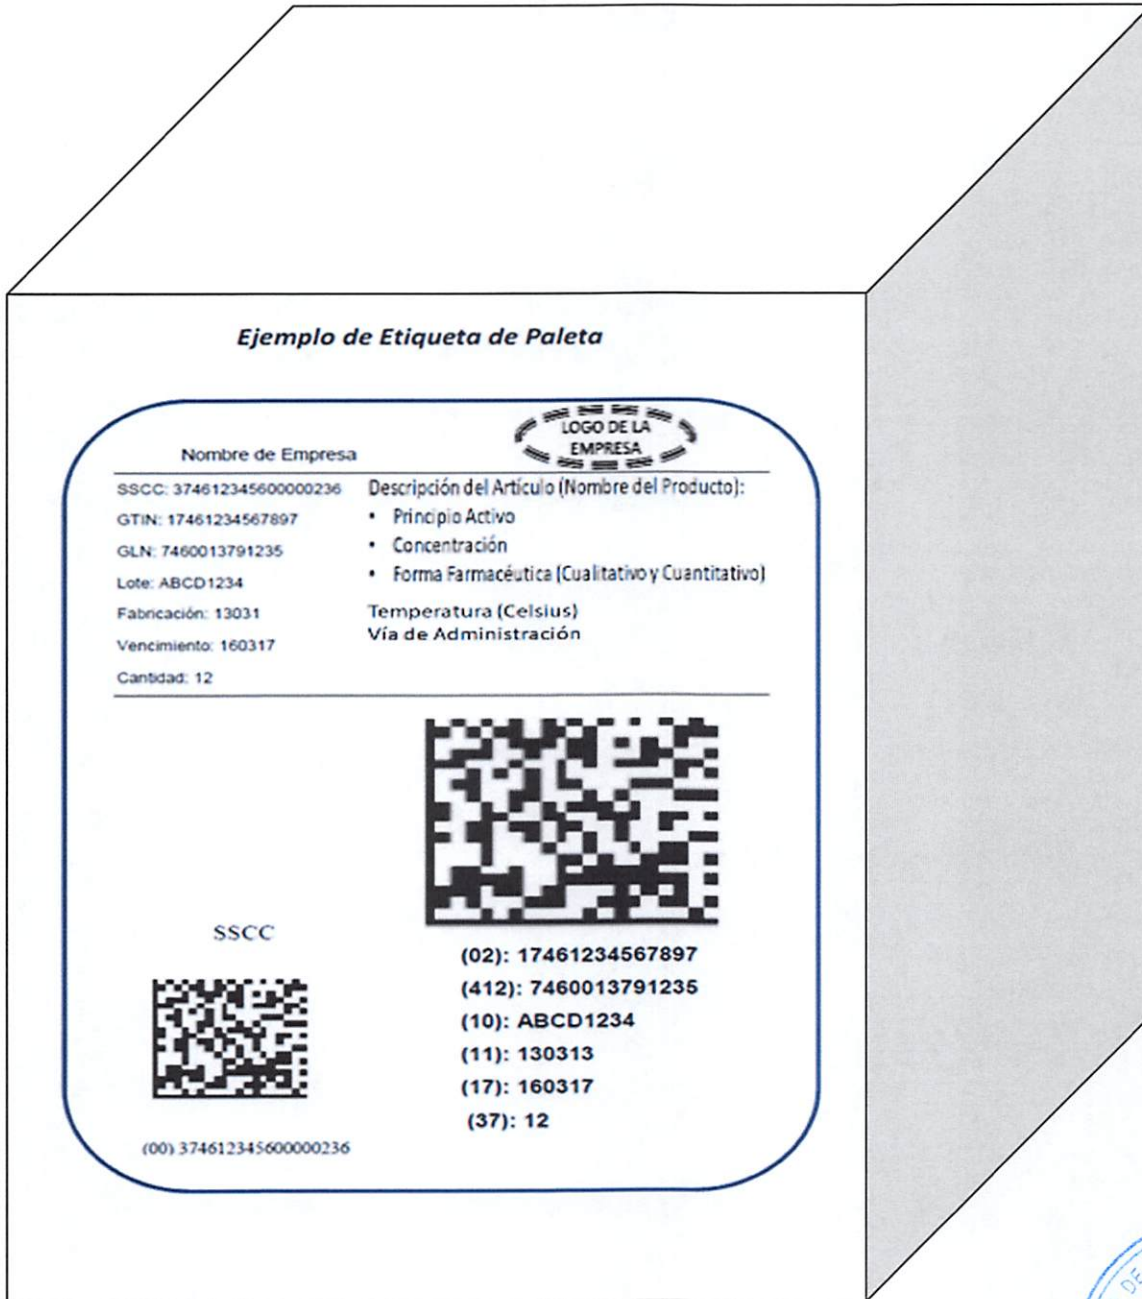 Ejemplo de Etiqueta de Paleta
LOGO DE LA
EMPRESA
Nombre de Empresa
SSCC: 374612345600000236
GTIN: 17461234567897
GLN: 7460013791235
Lote: ABCD1234
Fabricación: 13031
Vencimiento: 160317
Cantidad: 12
Descripción del Artículo (Nombre del Producto):
• Principio Activo
• Concentración
• Forma Farmacéutica (Cualitativo y Cuantitativo)
Temperatura (Celsius)
Vía de Administración
SSCC
(00) 374612345600000236
(02): 17461234567897
(412): 7460013791235
(10): ABCD1234
(11): 130313
(17): 160317
(37): 12
DE